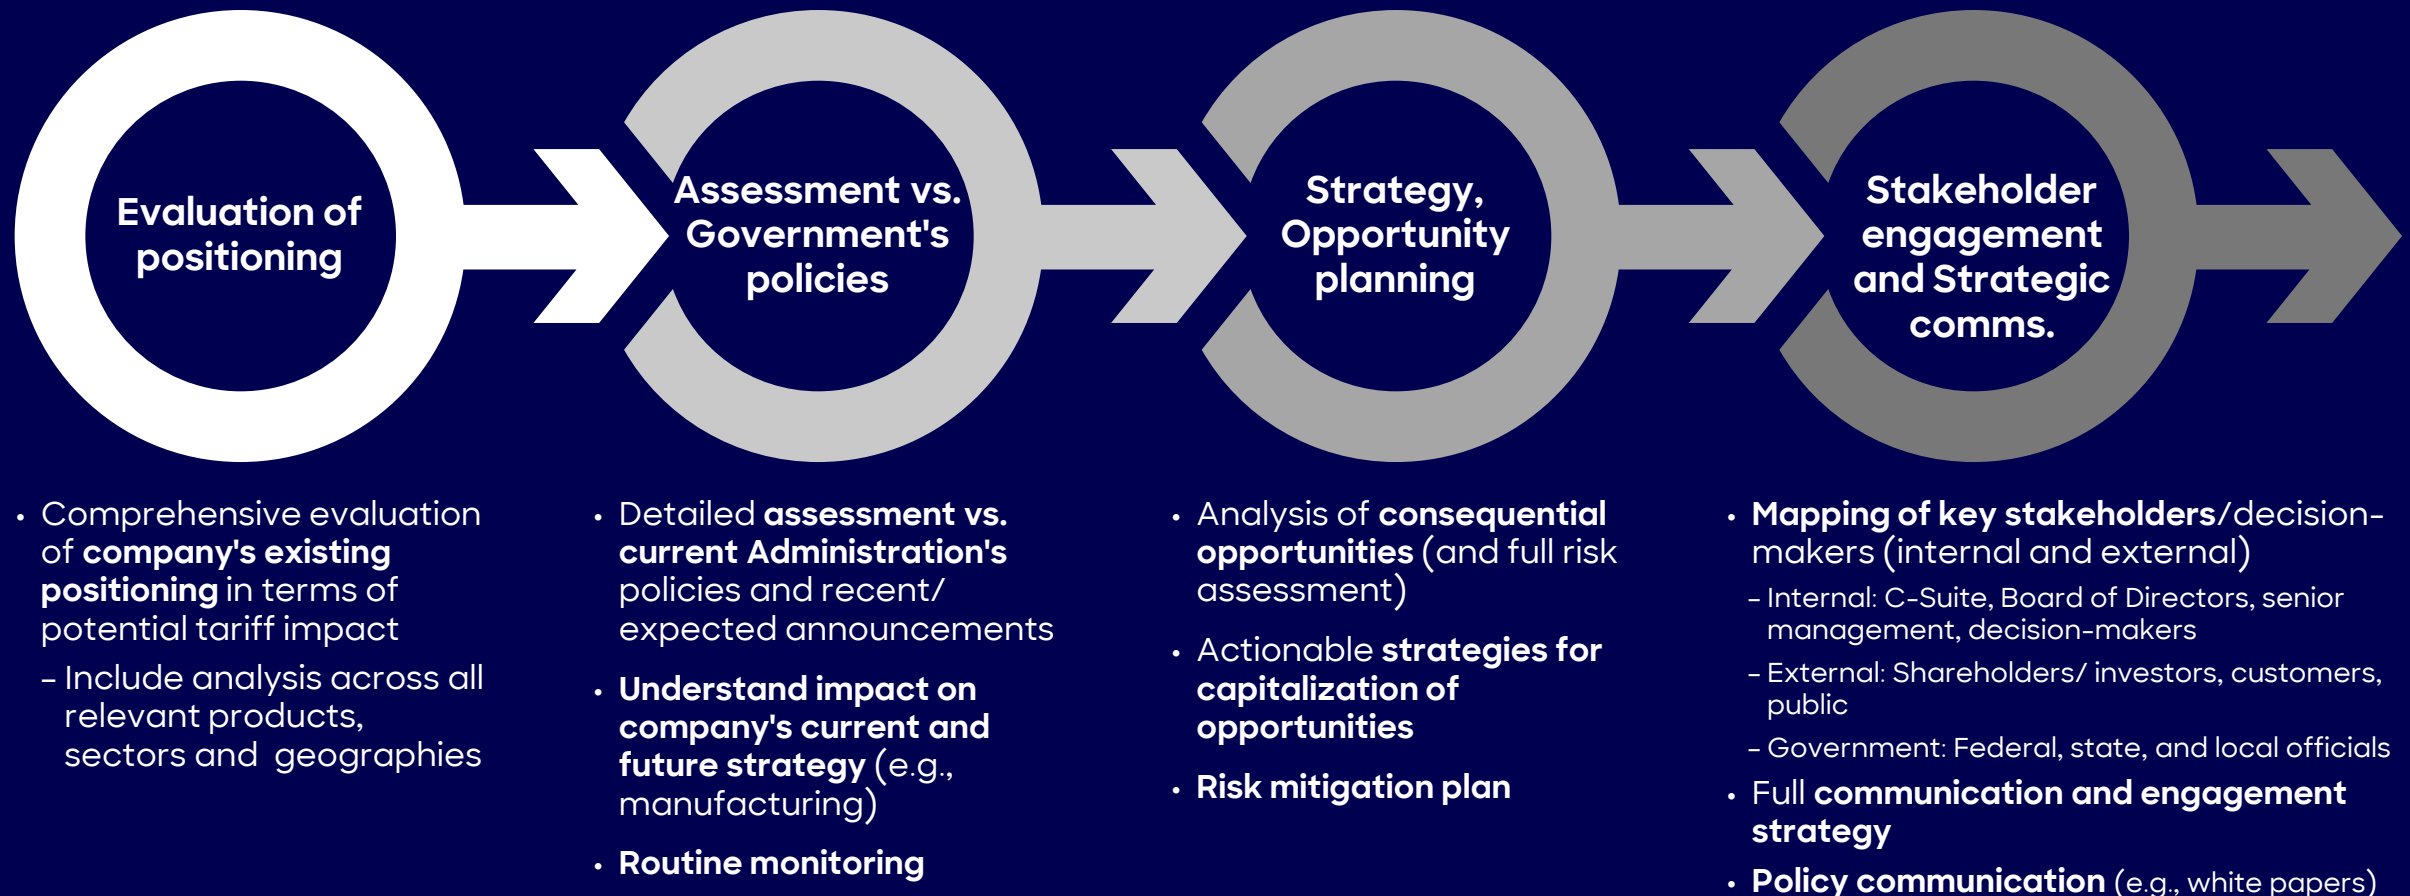 Evaluation of
positioning
Assessment vs.
Government's
policies
Strategy,
Opportunity
planning
Stakeholder
engagement
and Strategic
comms.
• Comprehensive evaluation
of company's existing
positioning in terms of
potential tariff impact
– Include analysis across all
relevant products,
sectors and geographies
• Detailed assessment vs.
current Administration's
policies and recent/
expected announcements
• Understand impact on
company's current and
future strategy (e.g.,
manufacturing)
• Routine monitoring
• Analysis of consequential
opportunities (and full risk
assessment)
• Actionable strategies for
capitalization of
opportunities
• Risk mitigation plan
• Mapping of key stakeholders/decision-
makers (internal and external)
– Internal: C-Suite, Board of Directors, senior
management, decision-makers
– External: Shareholders/ investors, customers,
public
– Government: Federal, state, and local officials
• Full communication and engagement
strategy
• Policy communication (e.g., white papers)